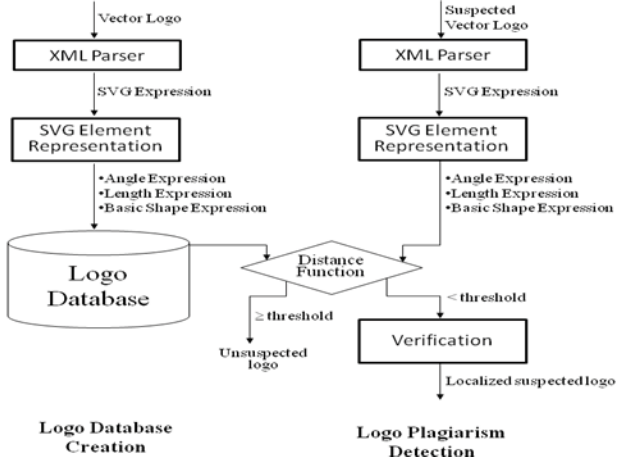 Vector Logo
XML Parser
SVG Expression
SVG Element
Representation
•Angle Expression
•Length Expression
•Basic Shape Expression
Logo
Database
Suspected
Vector Logo
XML Parser
SVG Expression
SVG Element
Representation
•Angle Expression
•Length Expression
•Basic Shape Expression
Distance
Function
≥ threshold
Unsuspected
logo
< threshold
Verification
Localized suspected logo
Logo Database
Creation
Logo Plagiarism
Detection